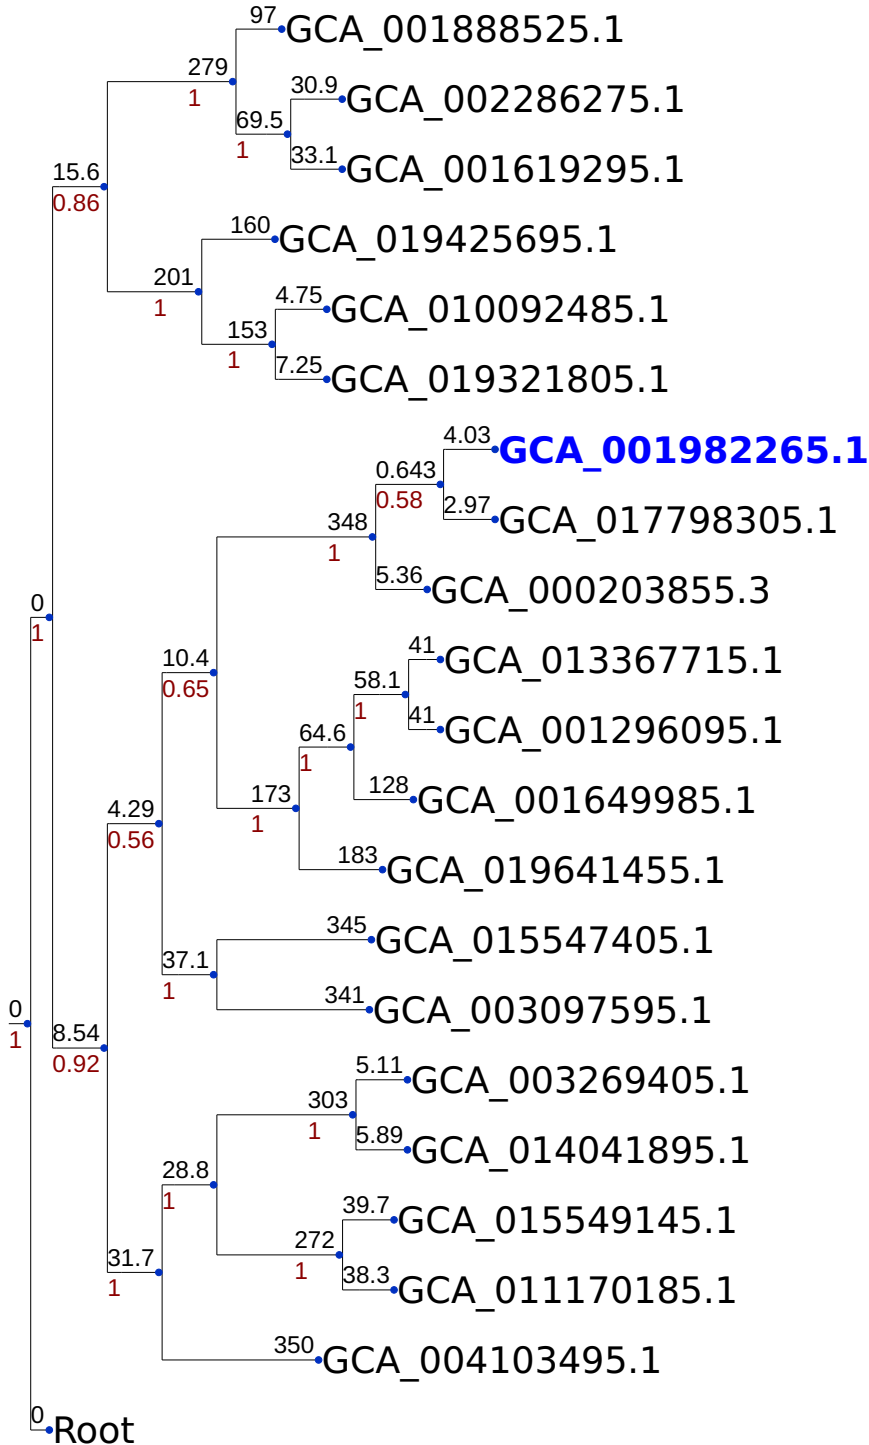 97
GCA_001888525.1
279
1
30.9
GCA_002286275.1
69.5
1
33.1
GCA_001619295.1
15.6
0.86
160
GCA_019425695.1
201
1
4.75
GCA_010092485.1
153
1
7.25
GCA_019321805.1
4.03
GCA_001982265.1
0.643
0.58
2.97
GCA_017798305.1
348
1
5.36
GCA_000203855.3
0
1
10.4
0.65
41
GCA_013367715.1
58.1
1
41
GCA_001296095.1
64.6
1
128
GCA_001649985.1
173
1
4.29
0.56
183
GCA_019641455.1
345
GCA_015547405.1
37.1
1
341
GCA_003097595.1
0
1
8.54
0.92
5.11
GCA_003269405.1
303
1
5.89
GCA_014041895.1
28.8
1
39.7
GCA_015549145.1
272
1
38.3
GCA_011170185.1
31.7
1
350
GCA_004103495.1
0
Root